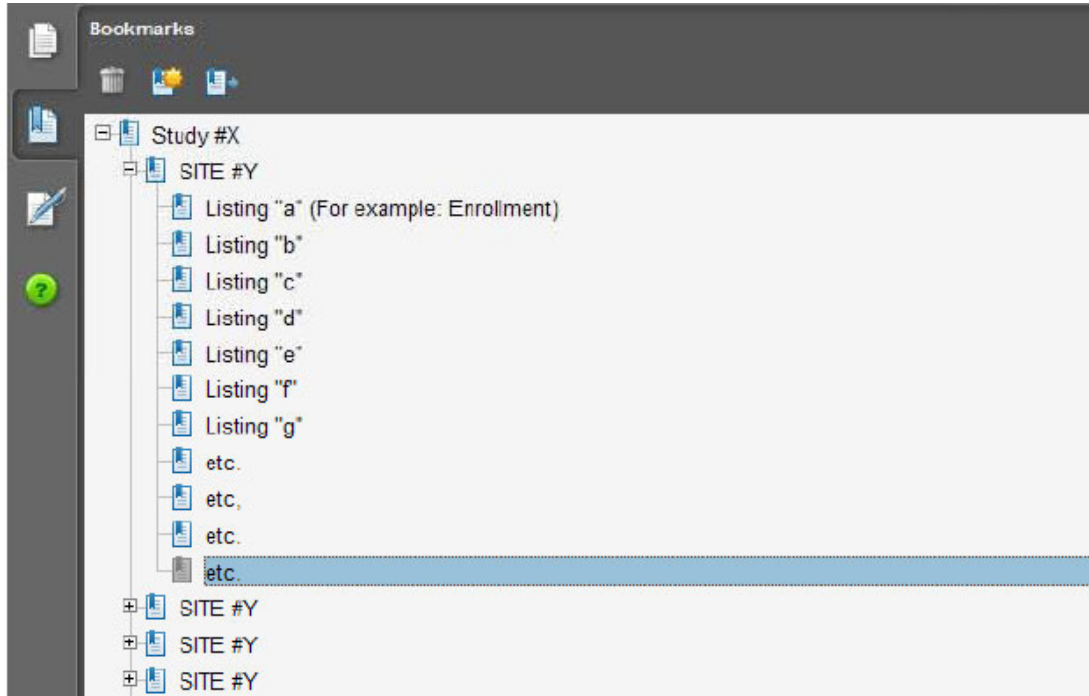 Bookmarks
Study #X
SITE #Y
Listing "a" (For example: Enrollment)
Listing "b"
Listing "c"
Listing "d"
Listing "e"
Listing "f"
Listing "g"
etc.
etc,
etc.
etc.
SITE #Y
SITE #Y
SITE #Y